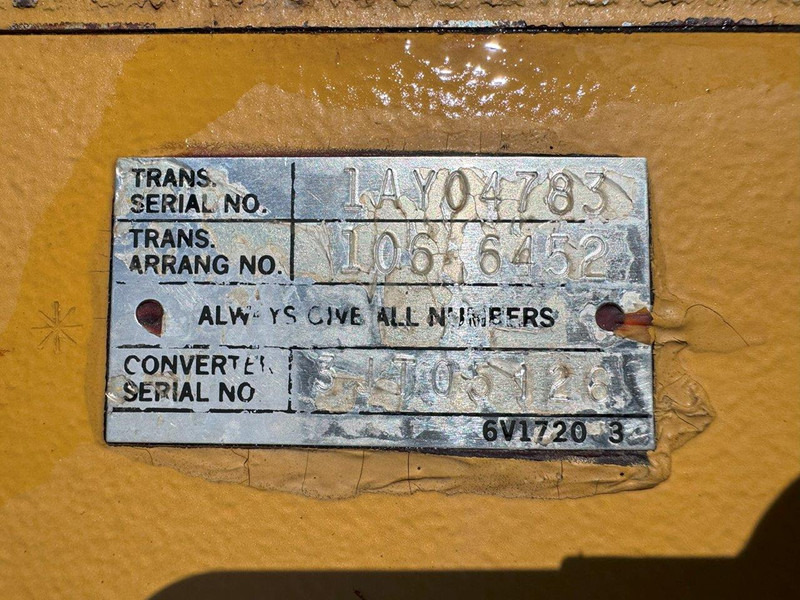 TRANS.
SERIAL NO. 1AY04783
TRANS.
ARRANG NO. 106 6452
ALWAYS GIVE ALL NUMBERS
CONVERTER
SERIAL NO
6V1720 3